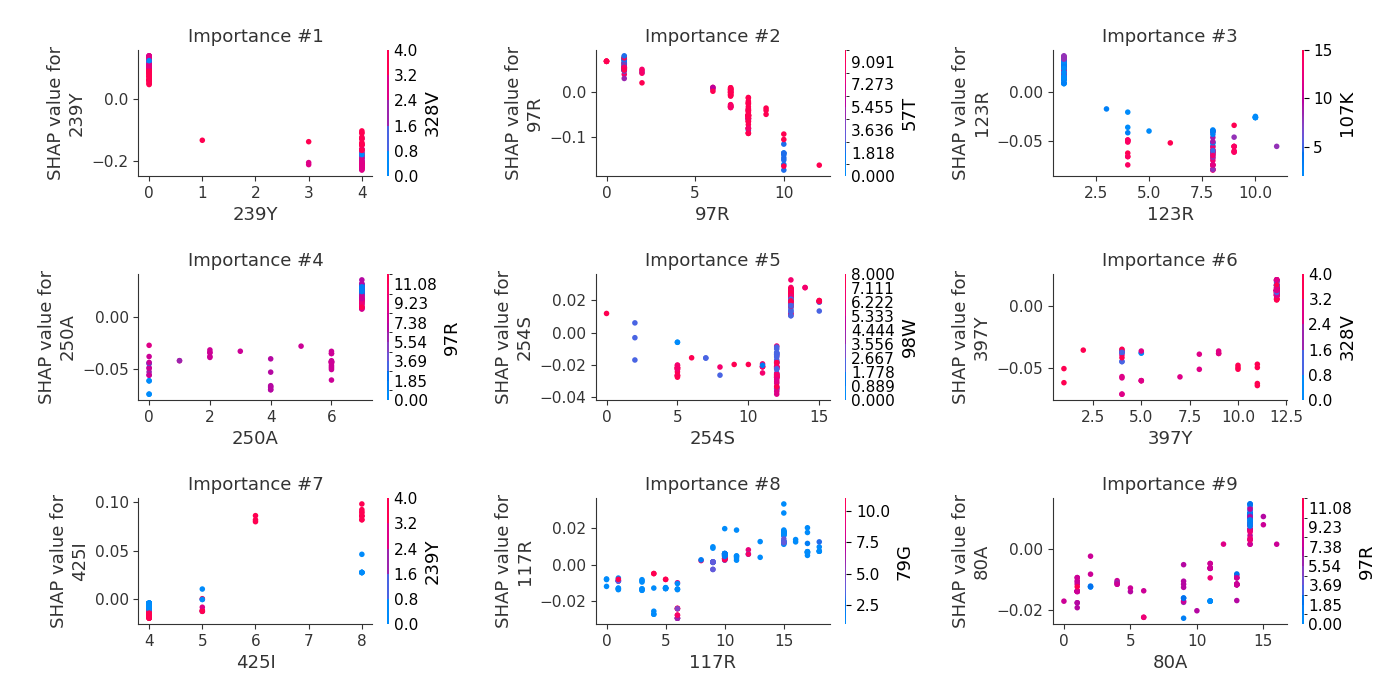 Importance #1
SHAP value for
239Y
0.0
−0.2
0
1
2
3
4
239Y
4.0
3.2
2.4
1.6
0.8
0.0
328V
Importance #2
SHAP value for
97R
0.0
−0.1
0
5
10
97R
9.091
7.273
5.455
3.636
1.818
0.000
57T
Importance #3
SHAP value for
123R
0.00
−0.05
2.5
5.0
7.5
10.0
123R
15
10
5
107K
Importance #4
SHAP value for
250A
0.00
−0.05
0
2
4
6
250A
11.08
9.23
7.38
5.54
3.69
1.85
0.00
97R
Importance #5
SHAP value for
254S
0.02
0.00
−0.02
−0.04
0
5
10
15
254S
8.000
7.111
6.222
5.333
4.444
3.556
2.667
1.778
0.889
0.000
98W
Importance #6
SHAP value for
397Y
0.00
−0.05
2.5
5.0
7.5
10.0
12.5
397Y
4.0
3.2
2.4
1.6
0.8
0.0
328V
Importance #7
SHAP value for
425I
0.10
0.05
0.00
4
5
6
7
8
425I
4.0
3.2
2.4
1.6
0.8
0.0
239Y
Importance #8
SHAP value for
117R
0.02
0.00
−0.02
0
5
10
15
117R
10.0
7.5
5.0
2.5
79G
Importance #9
SHAP value for
80A
0.00
−0.02
0
5
10
15
80A
11.08
9.23
7.38
5.54
3.69
1.85
0.00
97R